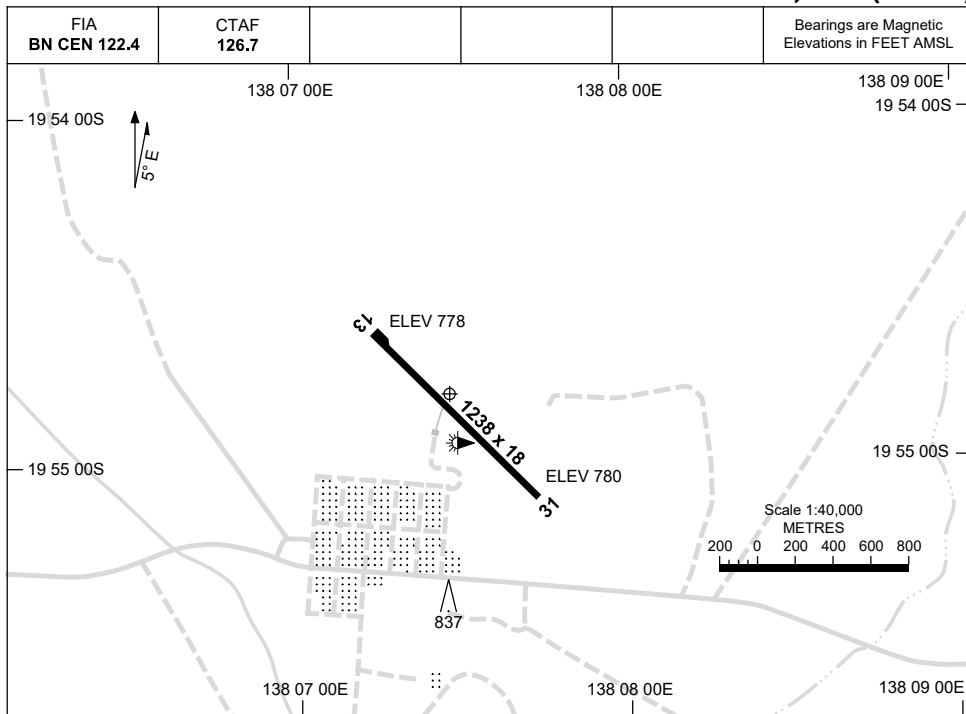 FIA
BN CEN 122.4
CTAF
126.7
Bearings are Magnetic
Elevations in FEET AMSL
138 07 00E
138 08 00E
138 09 00E
19 54 00S
19 54 00S
5° E
13
ELEV 778
1238 x 18
19 55 00S
19 55 00S
ELEV 780
31
Scale 1:40,000
METRES
200 0 200 400 600 800
837
138 07 00E
138 08 00E
138 09 00E